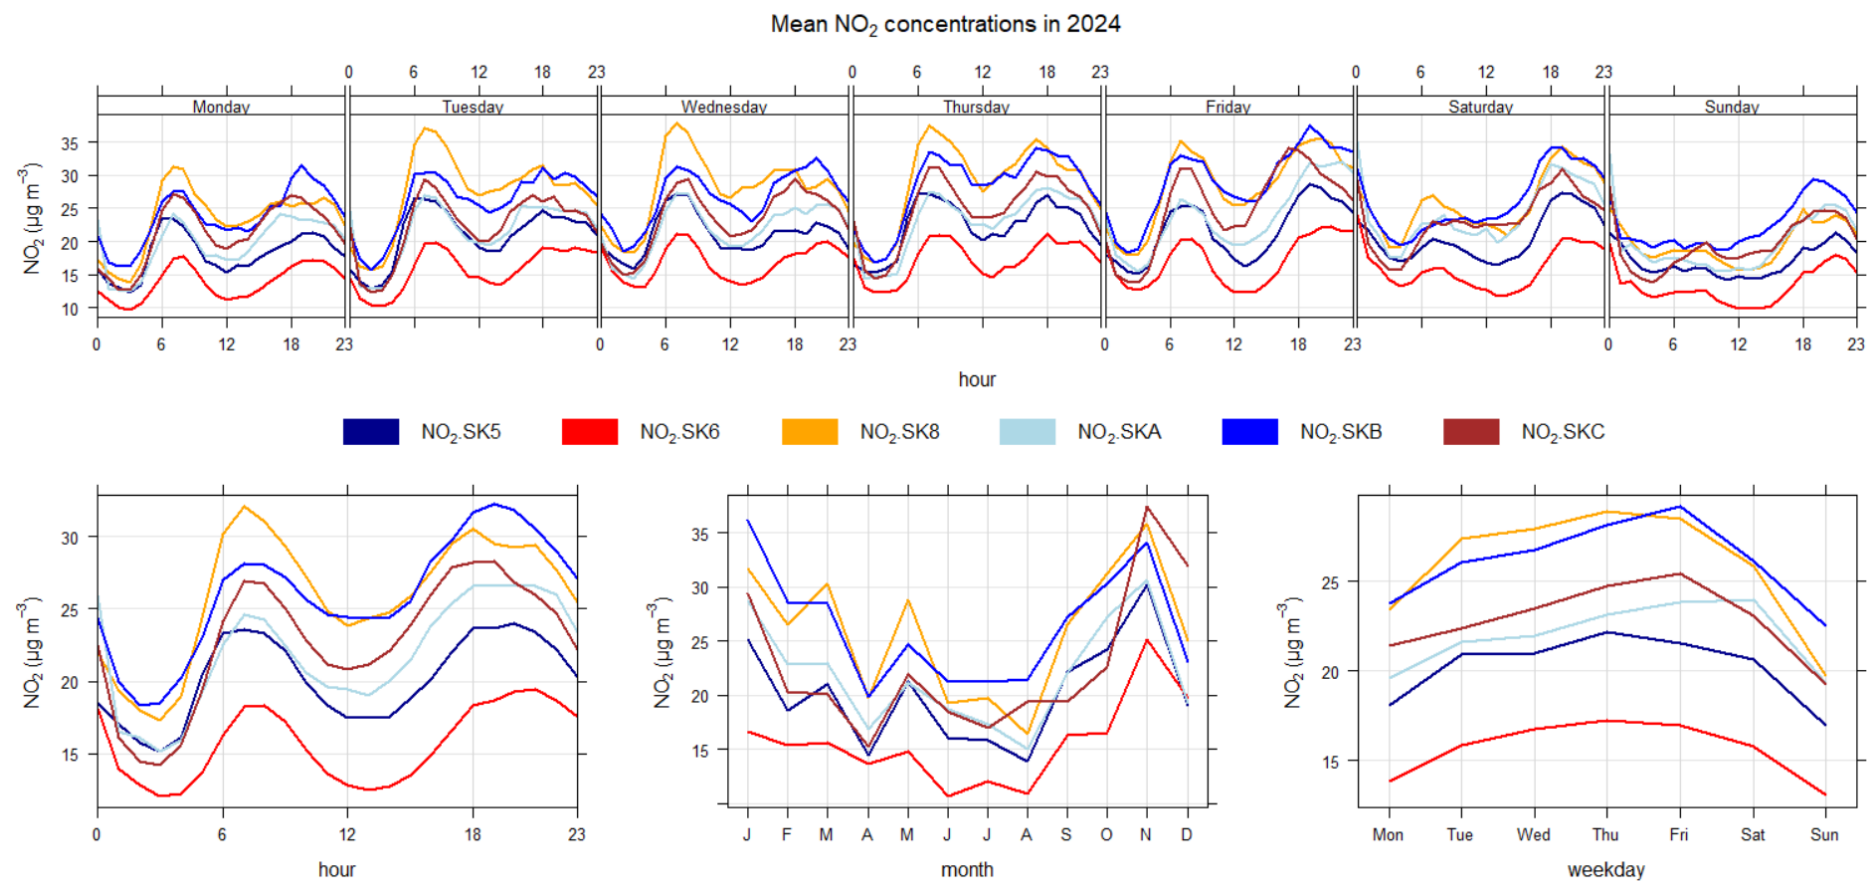 Mean NO₂ concentrations in 2024
0 6 12 18 23 0 6 12 18 23 0 6 12 18 23
Monday Tuesday Wednesday Thursday Friday Saturday Sunday
NO₂ (µg m⁻³)
35
30
25
20
15
10
0 6 12 18 23 0 6 12 18 23 0 6 12 18 23 0 6 12 18 23
hour
NO₂.SK5 NO₂.SK6 NO₂.SK8 NO₂.SKA NO₂.SKB NO₂.SKC
NO₂ (µg m⁻³)
30
25
20
15
0 6 12 18 23
hour
NO₂ (µg m⁻³)
35
30
25
20
15
J F M A M J J A S O N D
month
NO₂ (µg m⁻³)
25
20
15
Mon Tue Wed Thu Fri Sat Sun
weekday